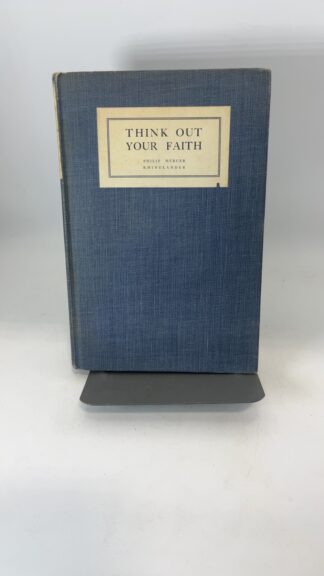 THINK OUT
YOUR FAITH
PHILIP MERCER
RHINELANDER